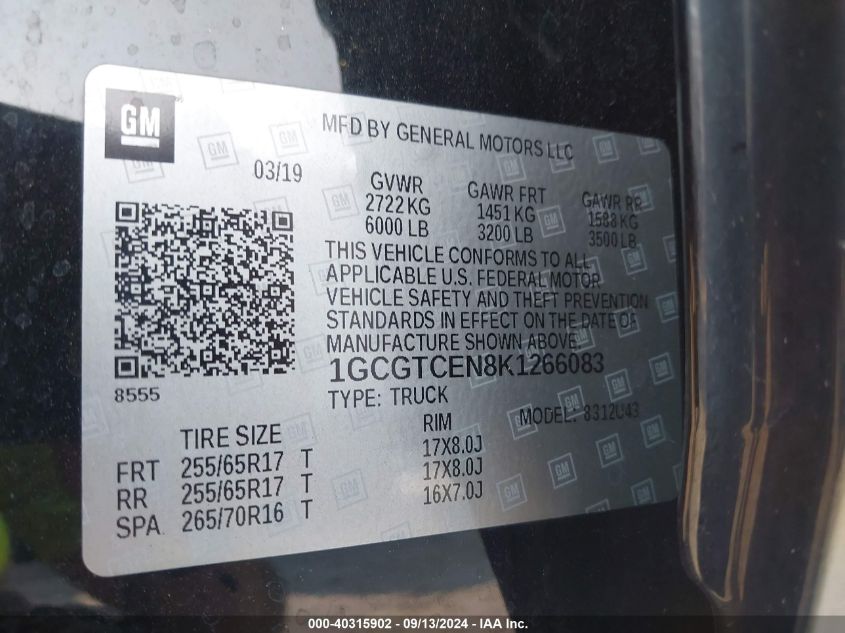 GM
MFD BY GENERAL MOTORS LLC
03/19
GVWR GAWR FRT GAWR RR
2722 KG 1451 KG 1588 KG
6000 LB 3200 LB 3500 LB
THIS VEHICLE CONFORMS TO ALL
APPLICABLE U.S. FEDERAL MOTOR
VEHICLE SAFETY AND THEFT PREVENTION
STANDARDS IN EFFECT ON THE DATE OF
MANUFACTURE SHOWN ABOVE.
1GCGTCEN8K1266083
8555
TYPE: TRUCK MODEL: 8312U43
TIRE SIZE RIM
FRT 255/65R17 T 17X8.0J
RR 255/65R17 T 17X8.0J
SPA 265/70R16 T 16X7.0J
000-40315902 - 09/13/2024 - IAAI Inc.